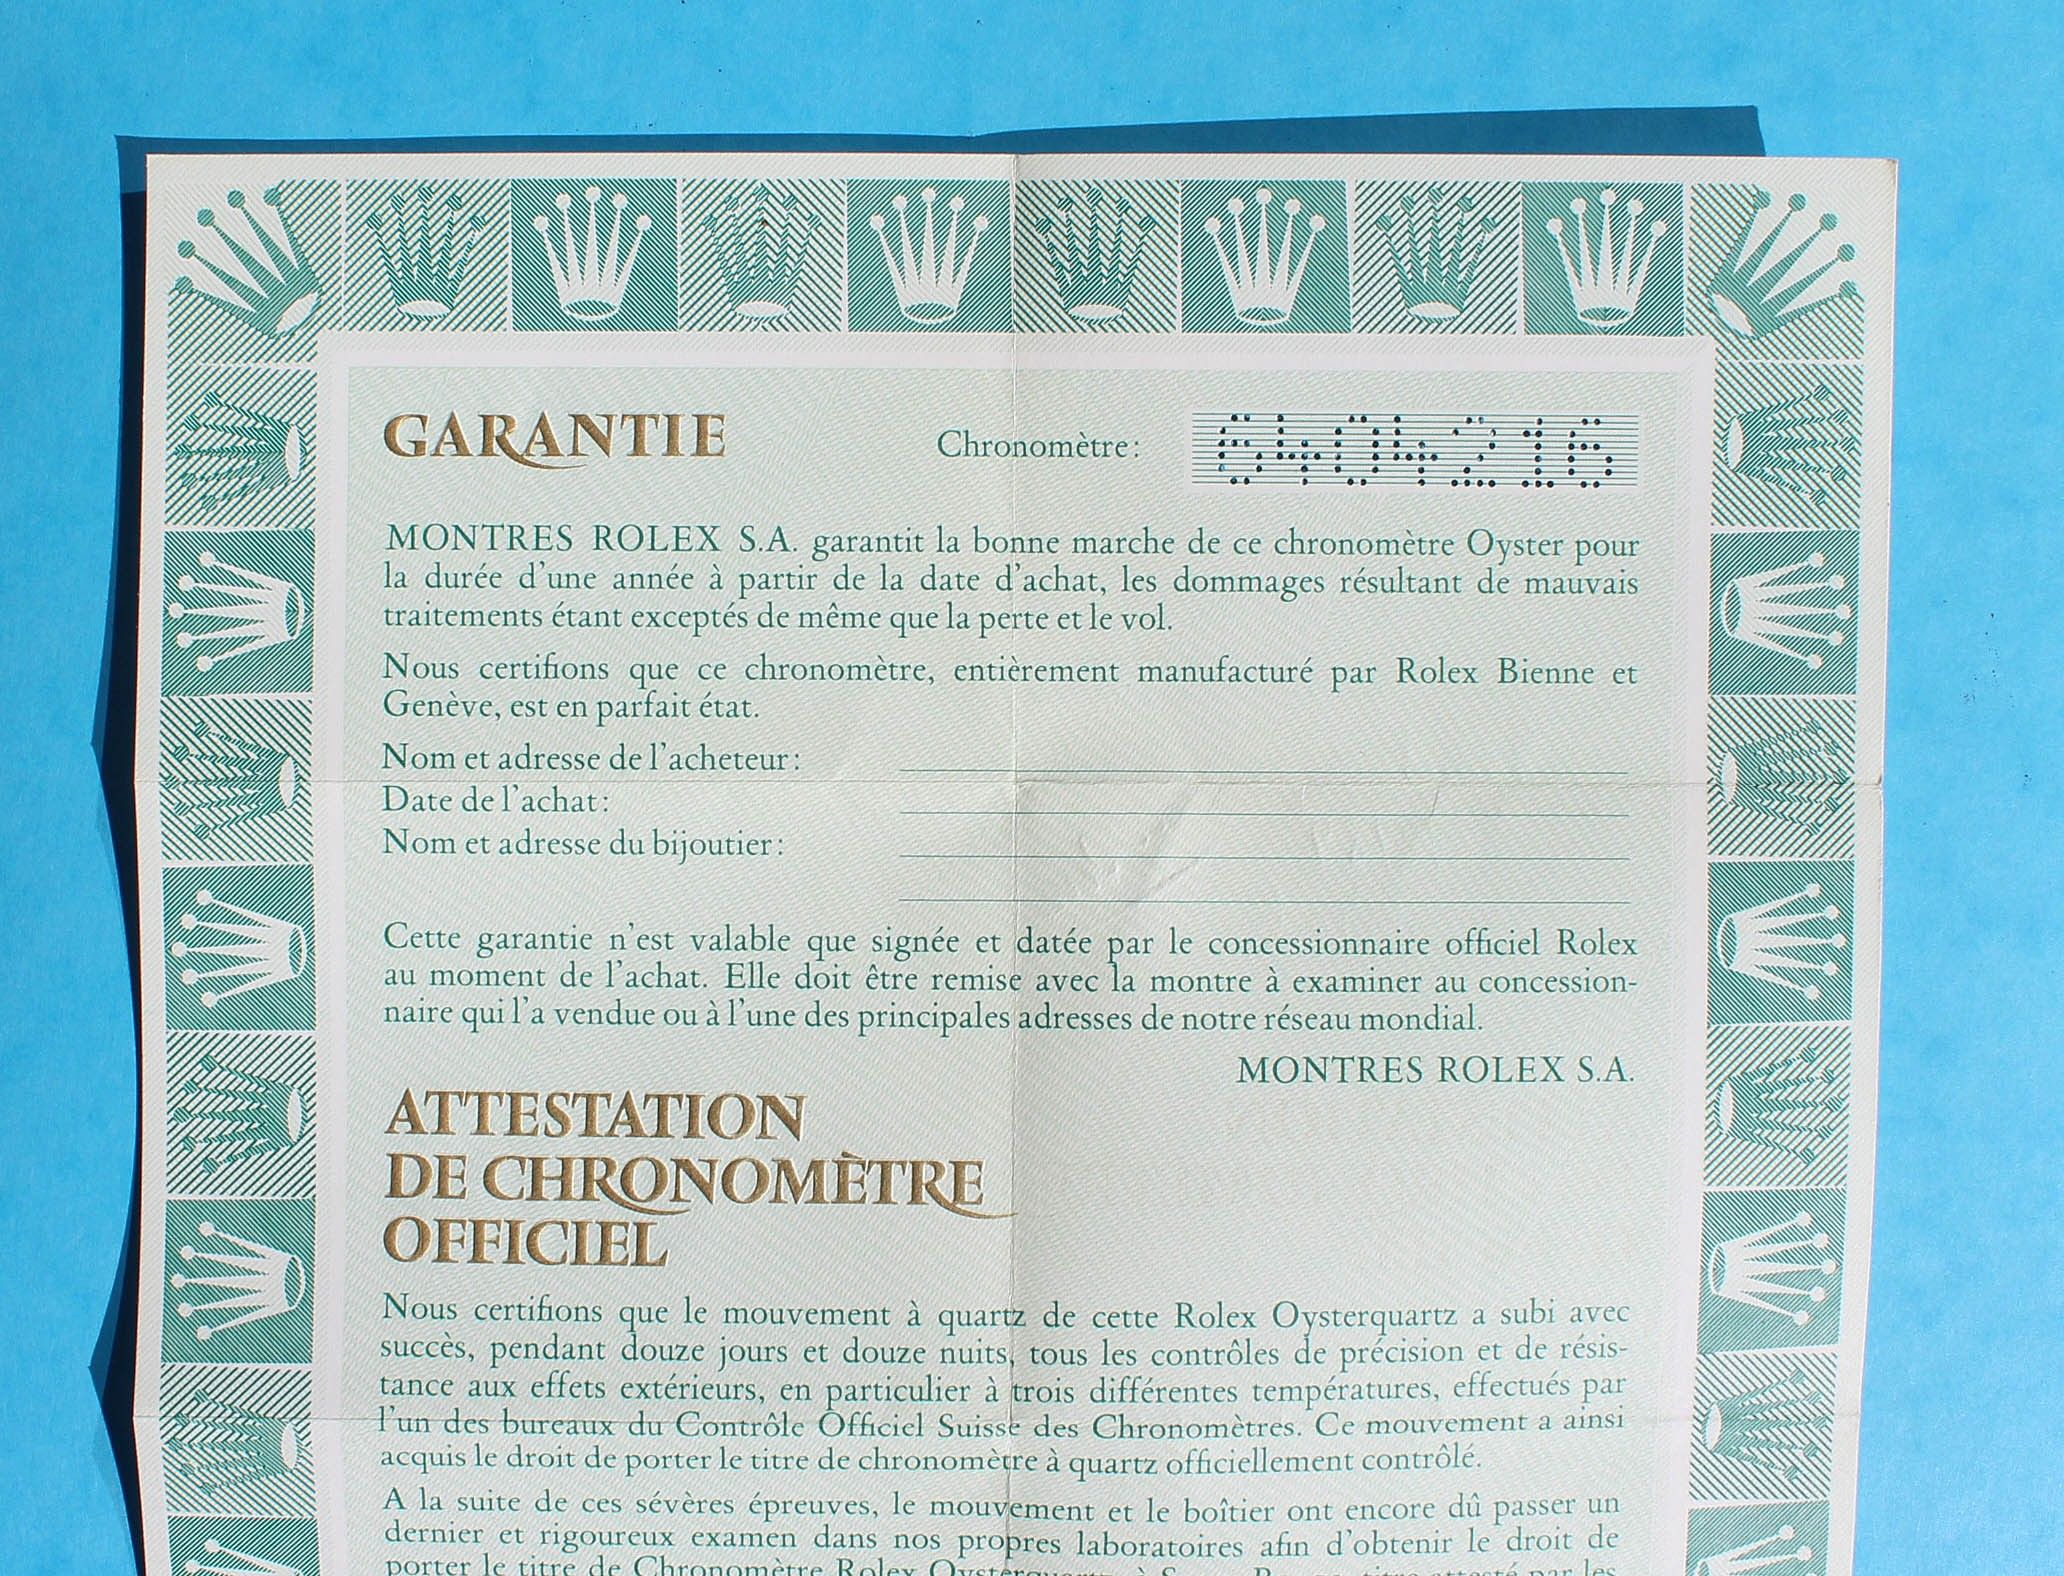 GARANTIE
Chronomètre:
MONTRES ROLEX S.A. garantit la bonne marche de ce chronomètre Oyster pour
la durée d'une année à partir de la date d'achat, les dommages résultant de mauvais
traitements étant exceptés de même que la perte et le vol.
Nous certifions que ce chronomètre, entièrement manufacturé par Rolex Bienne et
Genève, est en parfait état.
Nom et adresse de l'acheteur:
Date de l'achat:
Nom et adresse du bijoutier:
Cette garantie n'est valable que signée et datée par le concessionnaire officiel Rolex
au moment de l'achat. Elle doit être remise avec la montre à examiner au concession-
naire qui l'a vendue ou à l'une des principales adresses de notre réseau mondial.
MONTRES ROLEX S.A.
ATTESTATION
DE CHRONOMÈTRE
OFFICIEL
Nous certifions que le mouvement à quartz de cette Rolex Oysterquartz a subi avec
succès, pendant douze jours et douze nuits, tous les contrôles de précision et de résis-
tance aux effets extérieurs, en particulier à trois différentes températures, effectués par
l'un des bureaux du Contrôle Officiel Suisse des Chronomètres. Ce mouvement a ainsi
acquis le droit de porter le titre de chronomètre à quartz officiellement contrôlé.
A la suite de ces sévères épreuves, le mouvement et le boîtier ont encore dû passer un
dernier et rigoureux examen dans nos propres laboratoires afin d'obtenir le droit de
porter le titre de Chronomètre Rolex Oysterquartz à